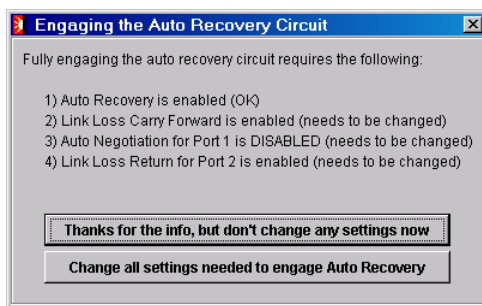 Engaging the Auto Recovery Circuit
Fully engaging the auto recovery circuit requires the following:
1) Auto Recovery is enabled (OK)
2) Link Loss Carry Forward is enabled (needs to be changed)
3) Auto Negotiation for Port 1 is DISABLED (needs to be changed)
4) Link Loss Return for Port 2 is enabled (needs to be changed)
Thanks for the info, but don't change any settings now
Change all settings needed to engage Auto Recovery